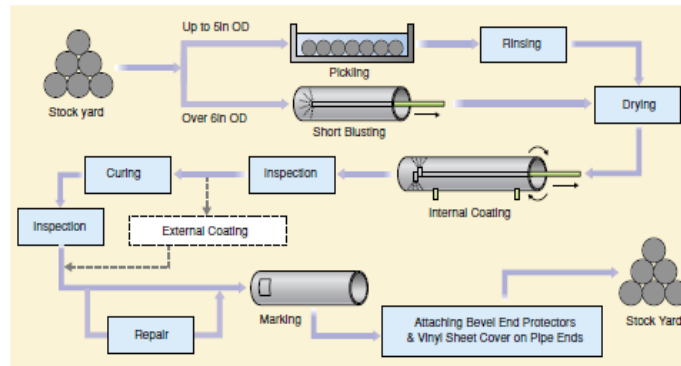 Up to 5in OD
Pickling
Rinsing
Stock yard
Over 6in OD
Short Blusting
Drying
Curing
Inspection
Internal Coating
Inspection
External Coating
Marking
Repair
Attaching Bevel End Protectors
& Vinyl Sheet Cover on Pipe Ends
Stock Yard